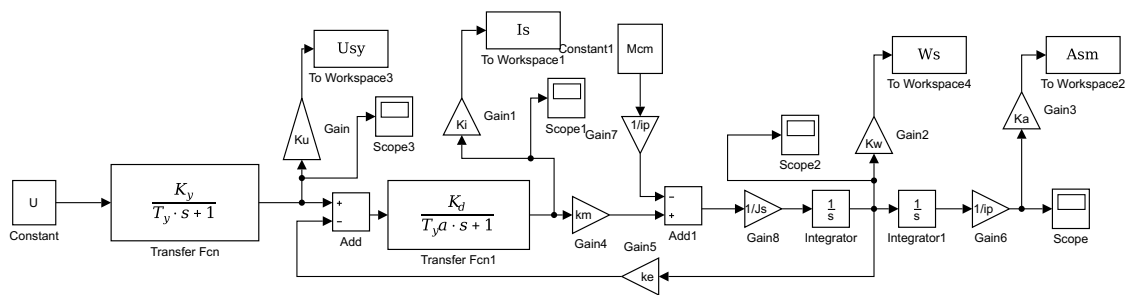 Usy
To Workspace3
Is
To Workspace1
Constant1
Mcm
Ws
To Workspace4
Asm
To Workspace2
Ku
Gain
Scope3
Ki
Gain1
Scope1
Gain7
1/ip
Scope2
Kw
Gain2
Ka
Gain3
U
Constant
K_y
T_y · s + 1
Transfer Fcn
+
−
Add
K_d
T_y a · s + 1
Transfer Fcn1
km
Gain4
−
+
Add1
1/Js
Gain8
1
s
Integrator
1
s
Integrator1
1/ip
Gain6
Scope
Gain5
ke